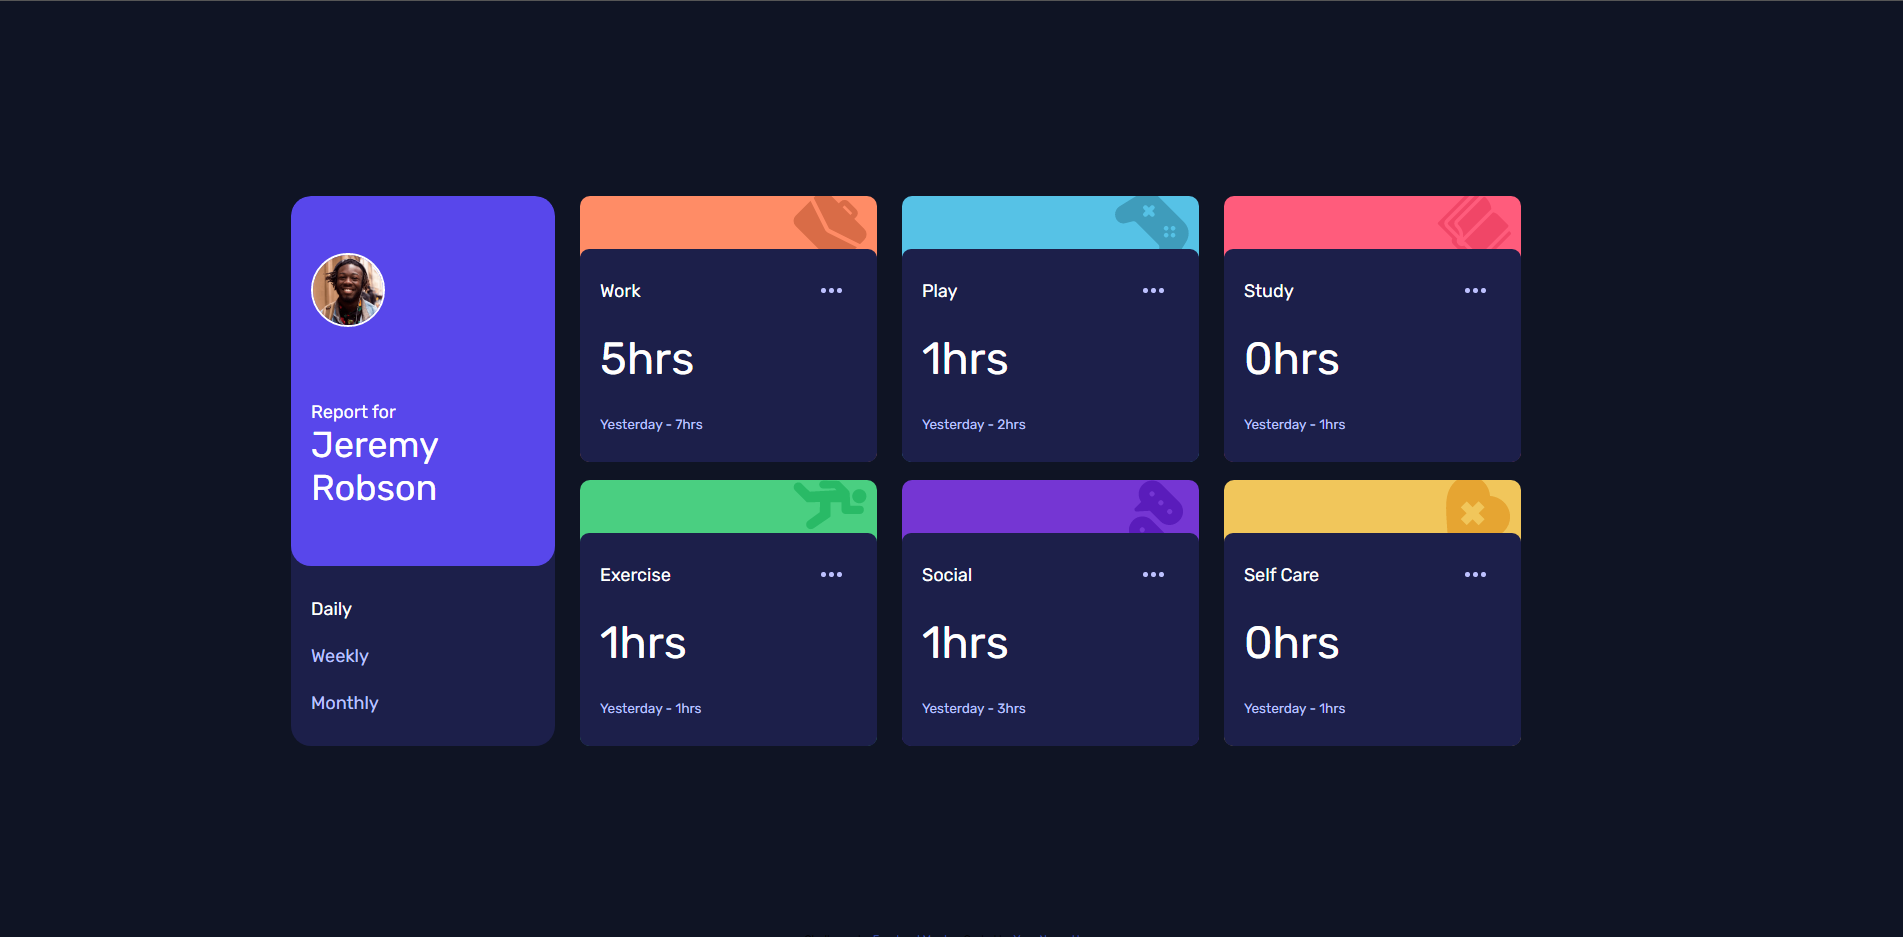 Report for
Jeremy
Robson
Daily
Weekly
Monthly
Work
5hrs
Yesterday - 7hrs
Play
1hrs
Yesterday - 2hrs
Study
0hrs
Yesterday - 1hrs
Exercise
1hrs
Yesterday - 1hrs
Social
1hrs
Yesterday - 3hrs
Self Care
0hrs
Yesterday - 1hrs